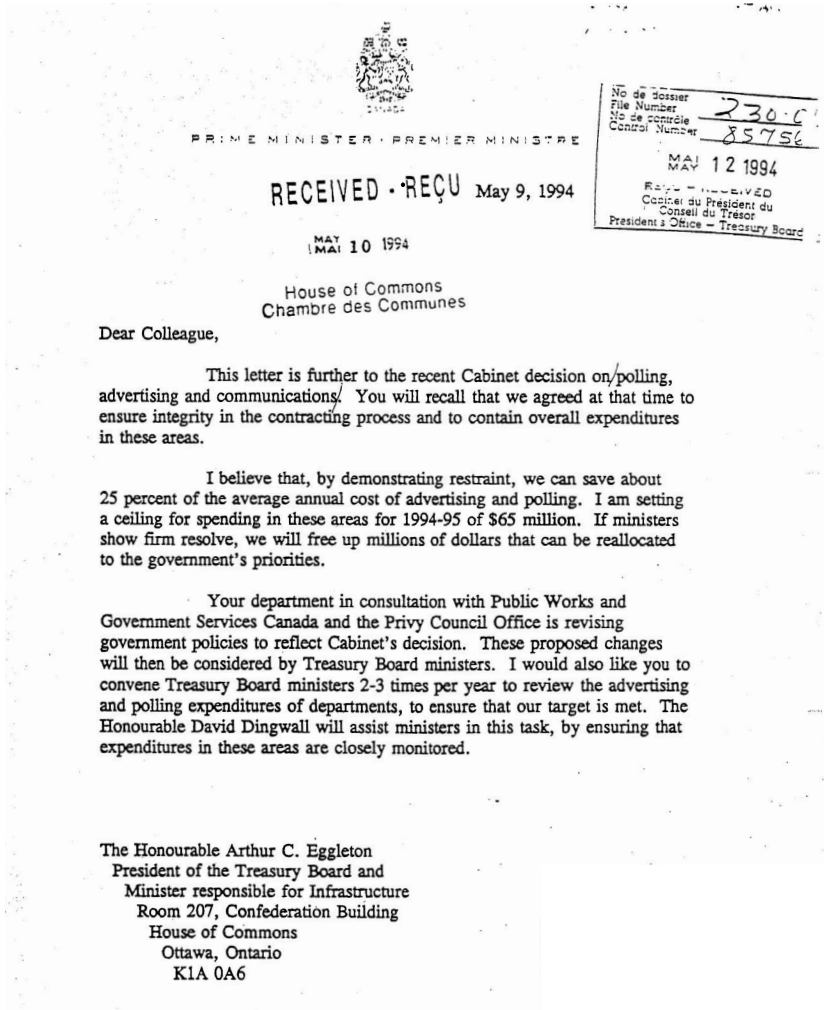 CANADA
PRIME MINISTER · PREMIER MINISTRE
No de dossier
File Number
No de contrôle
Control Number
MAI
MAY 12 1994
Cabinet du Président du
Conseil du Trésor
President's Office – Treasury Board
RECEIVED - REÇU May 9, 1994
MAY
MAI 10 1994
House of Commons
Chambre des Communes
Dear Colleague,
This letter is further to the recent Cabinet decision on polling,
advertising and communications. You will recall that we agreed at that time to
ensure integrity in the contracting process and to contain overall expenditures
in these areas.
I believe that, by demonstrating restraint, we can save about
25 percent of the average annual cost of advertising and polling. I am setting
a ceiling for spending in these areas for 1994-95 of $65 million. If ministers
show firm resolve, we will free up millions of dollars that can be reallocated
to the government's priorities.
Your department in consultation with Public Works and
Government Services Canada and the Privy Council Office is revising
government policies to reflect Cabinet's decision. These proposed changes
will then be considered by Treasury Board ministers. I would also like you to
convene Treasury Board ministers 2-3 times per year to review the advertising
and polling expenditures of departments, to ensure that our target is met. The
Honourable David Dingwall will assist ministers in this task, by ensuring that
expenditures in these areas are closely monitored.
The Honourable Arthur C. Eggleton
President of the Treasury Board and
Minister responsible for Infrastructure
Room 207, Confederation Building
House of Commons
Ottawa, Ontario
K1A 0A6